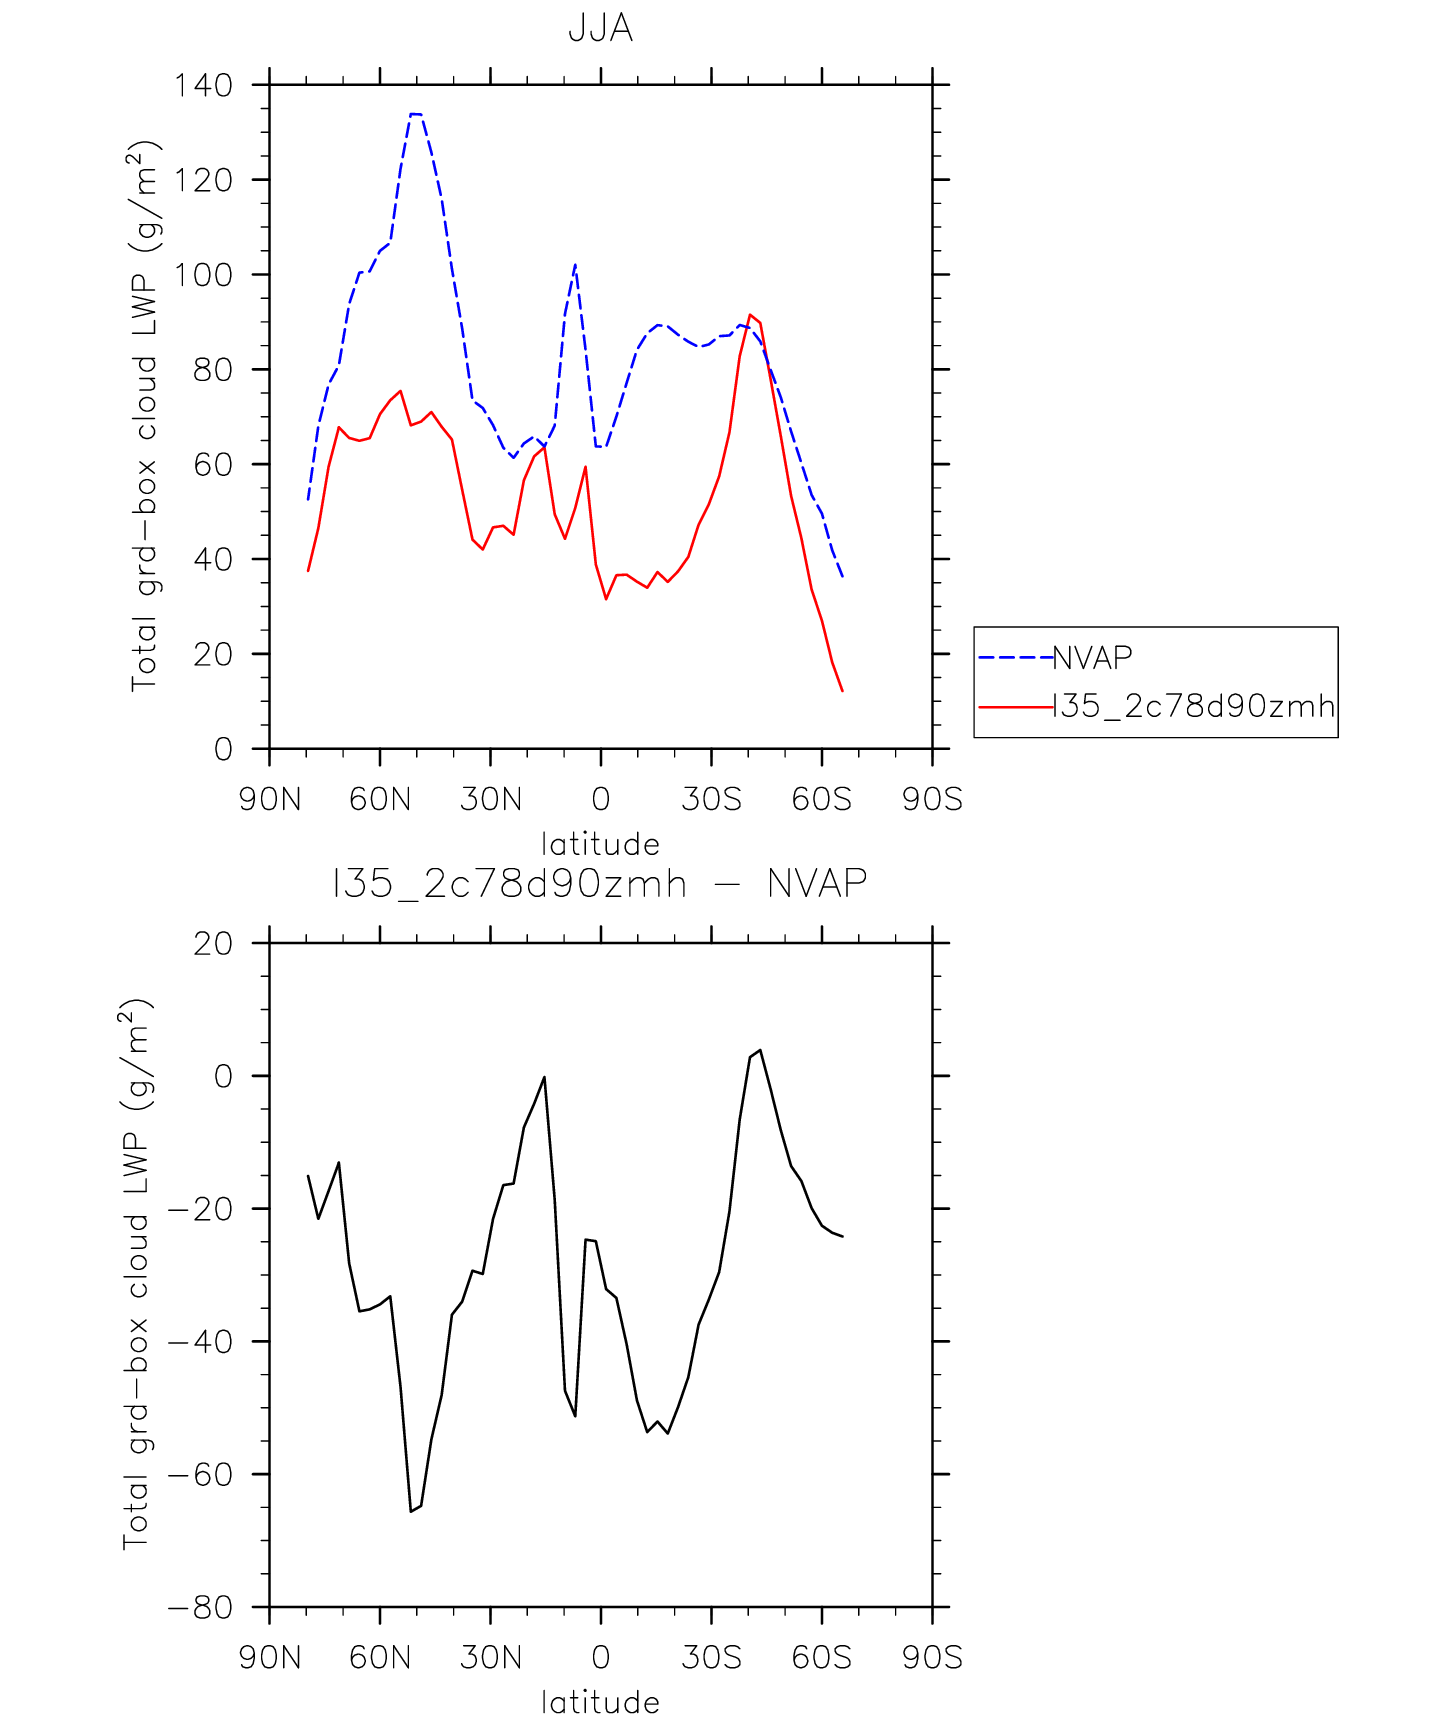 JJA
Total grd-box cloud LWP (g/m²)
140
120
100
80
60
40
20
0
90N 60N 30N 0 30S 60S 90S
latitude
NVAP
I35_2c78d90zmh
I35_2c78d90zmh - NVAP
Total grd-box cloud LWP (g/m²)
20
0
-20
-40
-60
-80
90N 60N 30N 0 30S 60S 90S
latitude